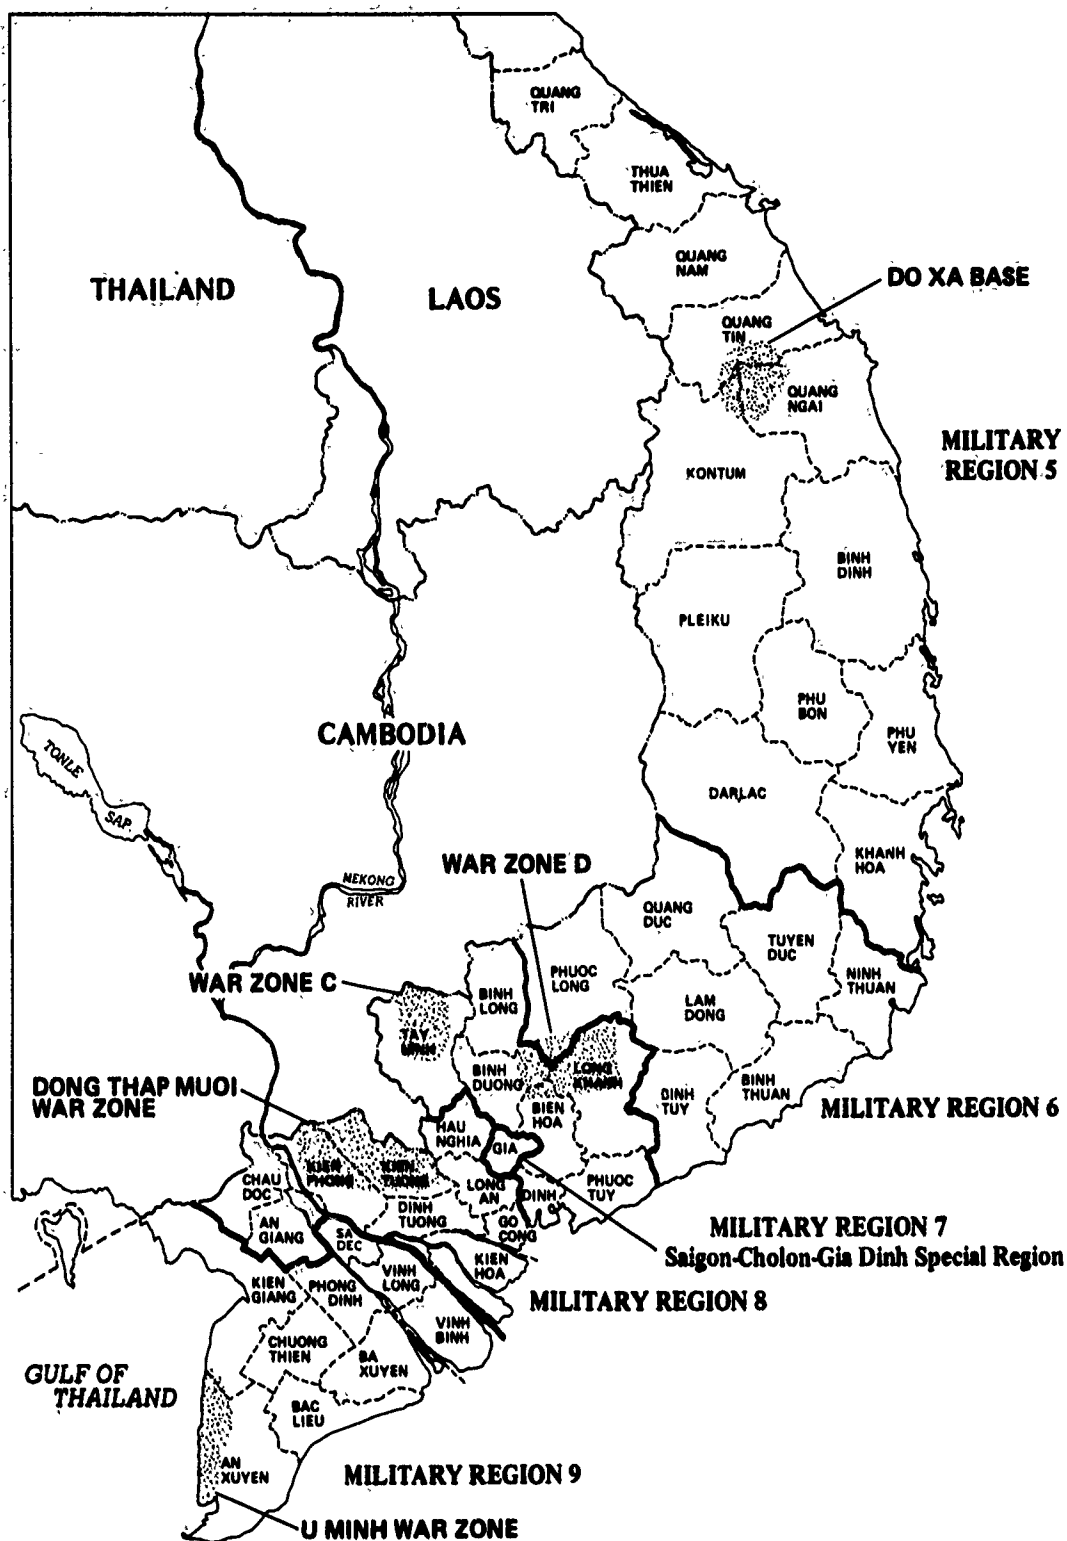 QUANG
TRI
THUA
THIEN
QUANG
NAM
THAILAND
LAOS
DO XA BASE
QUANG
TIN
QUANG
NGAI
MILITARY
REGION 5
KONTUM
BINH
DINH
PLEIKU
PHU
BON
CAMBODIA
PHU
YEN
TONLE
SAP
DARLAC
WAR ZONE D
KHANH
HOA
MEKONG
RIVER
QUANG
DUC
TUYEN
DUC
PHUOC
LONG
NINH
THUAN
WAR ZONE C
BINH
LONG
LAM
DONG
TAY
NINH
BINH
DUONG
LONG
KHANH
DONG THAP MUOI
WAR ZONE
BINH
TUY
BINH
THUAN
MILITARY REGION 6
BIEN
HOA
HAU
NGHIA
GIA
KIEN
PHONG
KIEN
TUONG
CHAU
DOC
LONG
AN
DINH
PHUOC
TUY
DINH
TUONG
AN
GIANG
SA
DEC
GO
CONG
MILITARY REGION 7
Saigon-Cholon-Gia Dinh Special Region
KIEN
HOA
VINH
LONG
KIEN
GIANG
PHONG
DINH
MILITARY REGION 8
VINH
BINH
CHUONG
THIEN
BA
XUYEN
GULF OF
THAILAND
BAC
LIEU
AN
XUYEN
MILITARY REGION 9
U MINH WAR ZONE